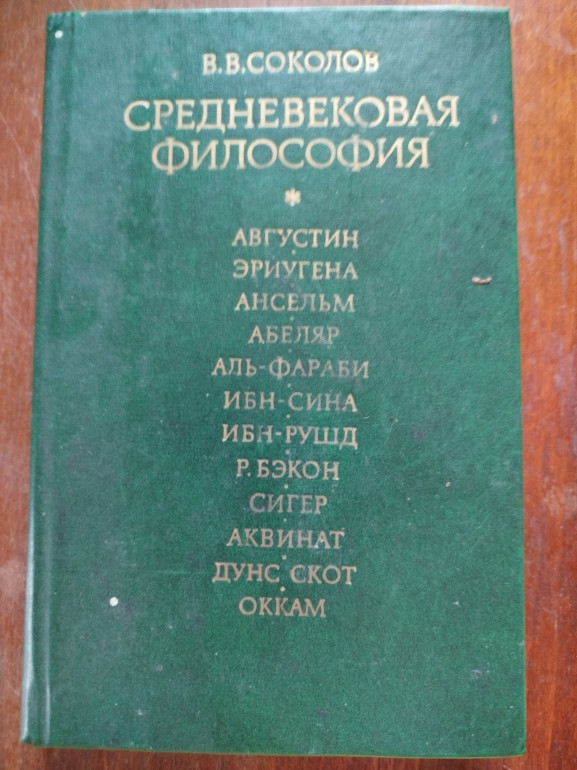 В. В. СОКОЛОВ
СРЕДНЕВЕКОВАЯ
ФИЛОСОФИЯ
*
АВГУСТИН
ЭРИУГЕНА
АНСЕЛЬМ
АБЕЛЯР
АЛЬ-ФАРАБИ
ИБН-СИНА
ИБН-РУШД
Р. БЭКОН
СИГЕР
АКВИНАТ
ДУНС СКОТ
ОККАМ